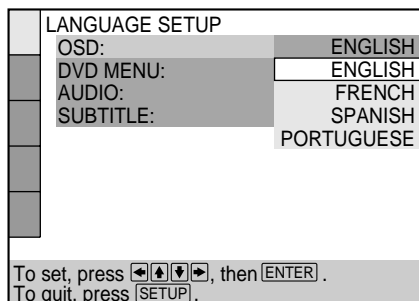 LANGUAGE SETUP
OSD: ENGLISH
DVD MENU: ENGLISH
AUDIO: FRENCH
SUBTITLE: SPANISH
PORTUGUESE
To set, press ←↑↓→, then ENTER .
To quit, press SETUP .